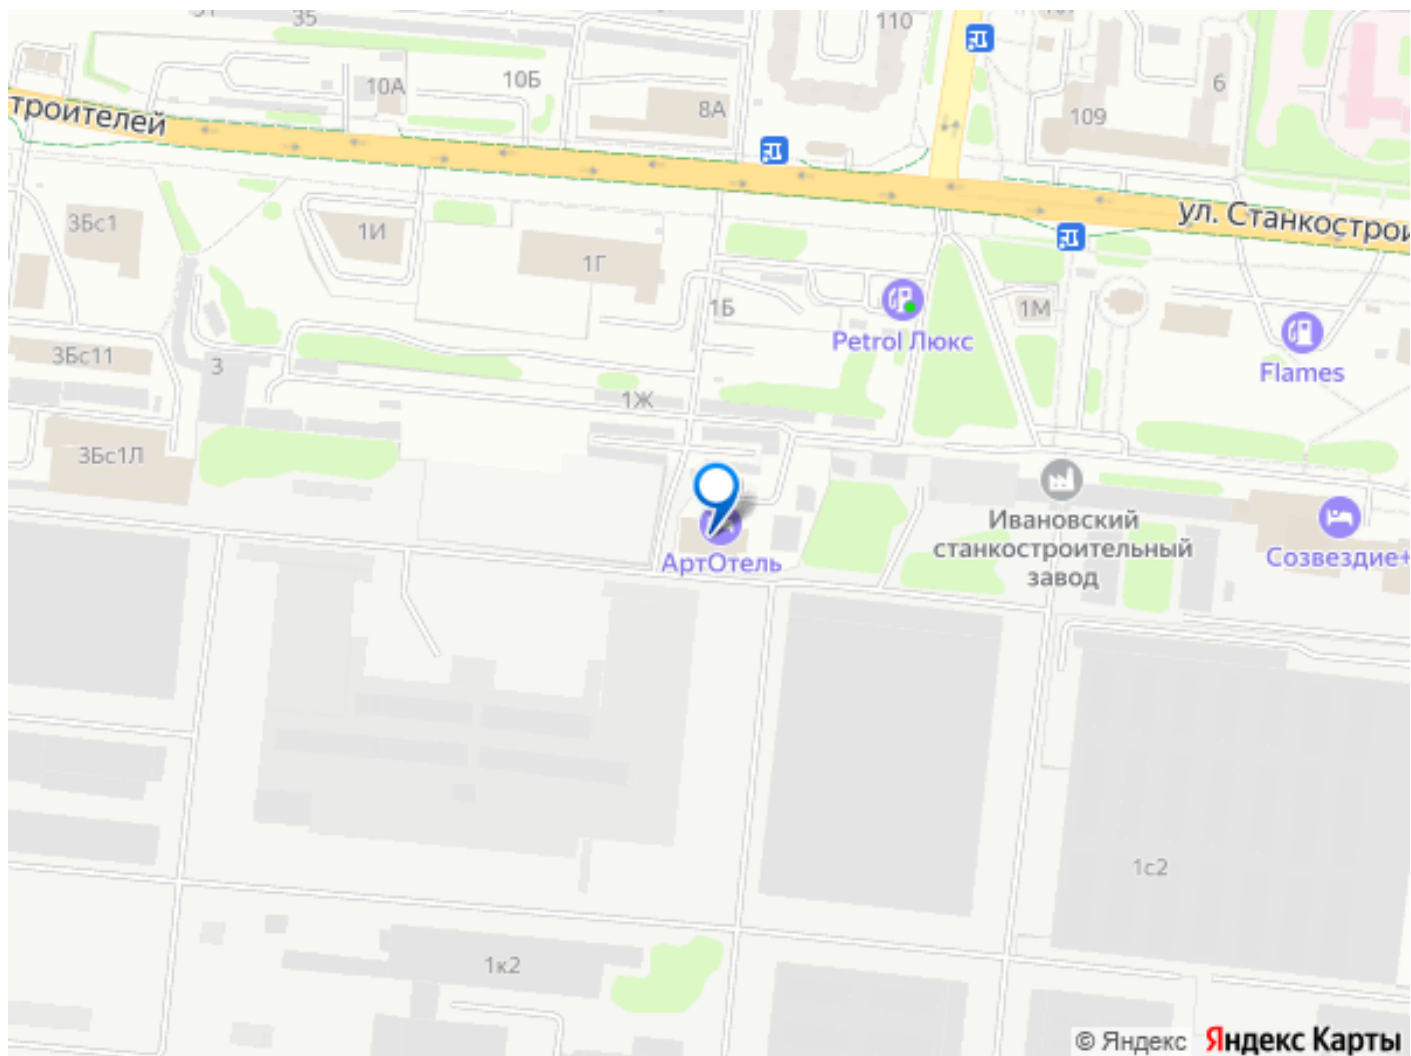 35
110
10А
10Б
8А
109
6
троителей
ул. Станкострои
3Бс1
1И
1Г
1Б
1М
Petrol Люкс
Flames
3Бс11
3
1Ж
3Бс1Л
АртОтель
Ивановский
станкостроительный
завод
Созвездие+
1с2
1к2
© Яндекс Яндекс Карты